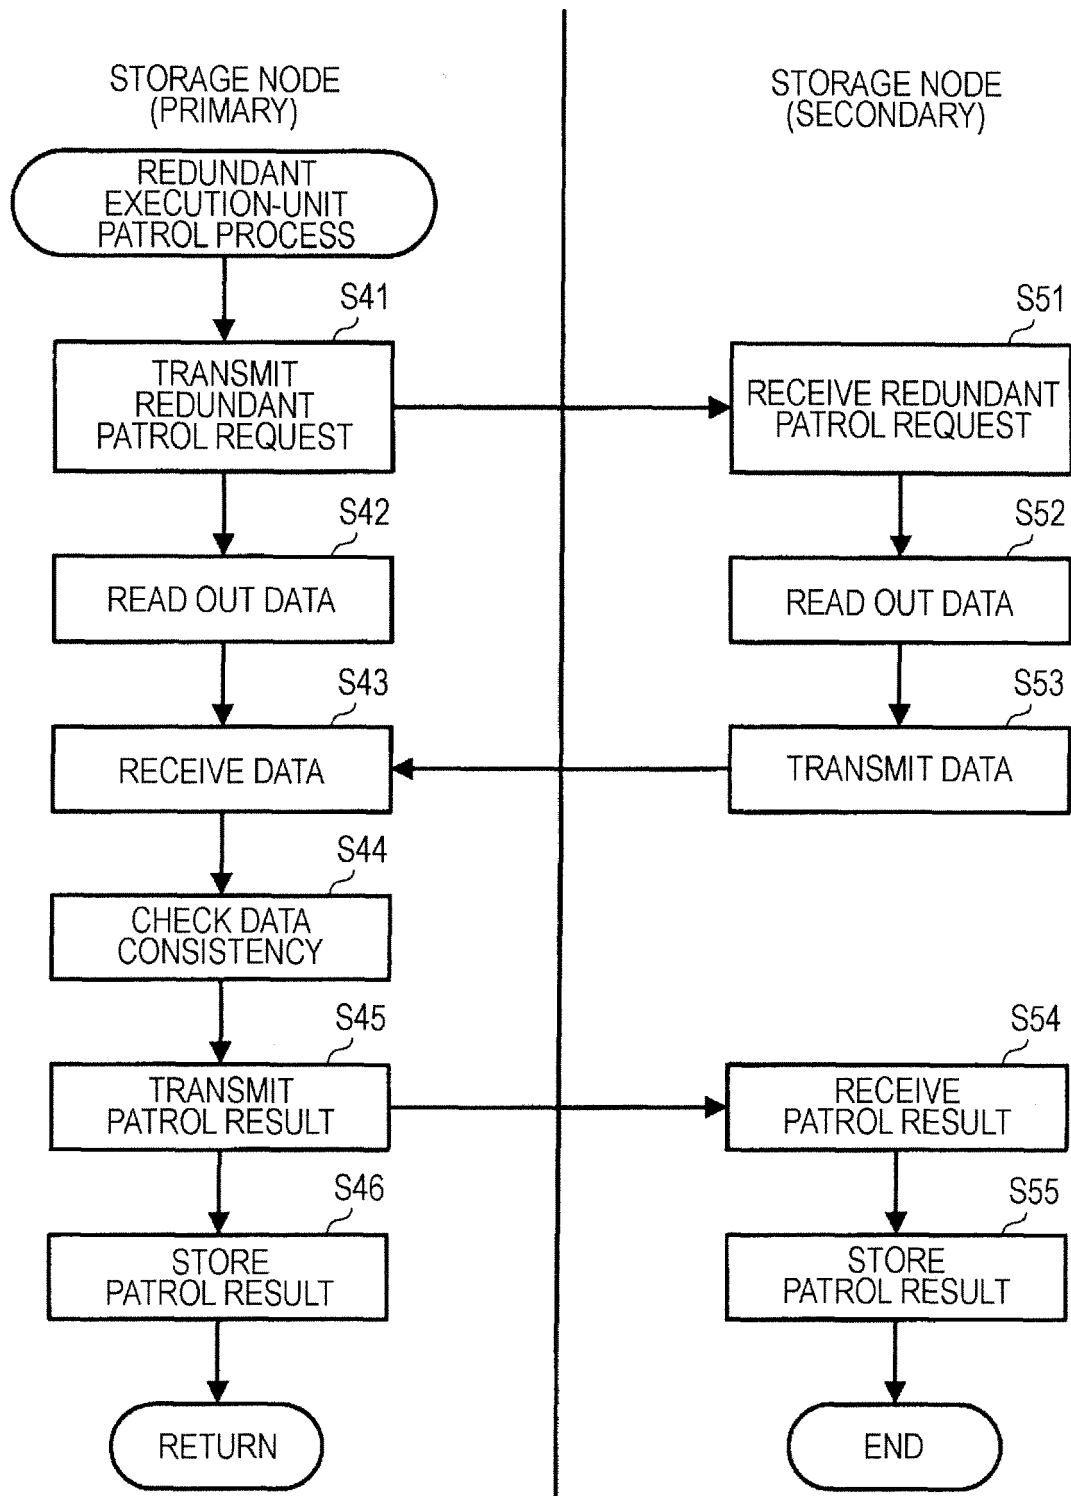 STORAGE NODE
(PRIMARY)
REDUNDANT
EXECUTION-UNIT
PATROL PROCESS
S41
TRANSMIT
REDUNDANT
PATROL REQUEST
S42
READ OUT DATA
S43
RECEIVE DATA
S44
CHECK DATA
CONSISTENCY
S45
TRANSMIT
PATROL RESULT
S46
STORE
PATROL RESULT
RETURN
STORAGE NODE
(SECONDARY)
S51
RECEIVE REDUNDANT
PATROL REQUEST
S52
READ OUT DATA
S53
TRANSMIT DATA
S54
RECEIVE
PATROL RESULT
S55
STORE
PATROL RESULT
END